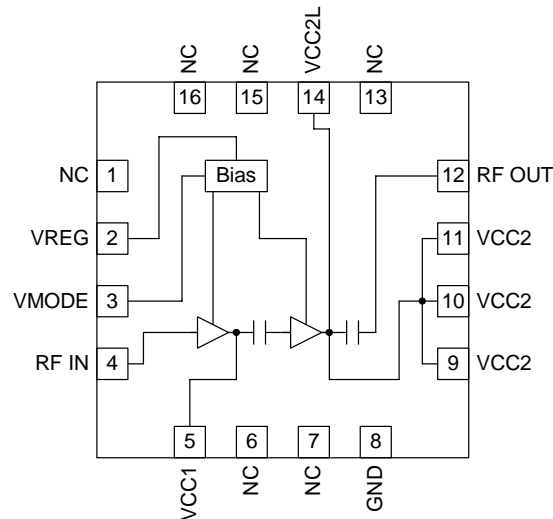 NC
NC
VCC2L
NC
16
15
14
13
NC
1
Bias
12
RF OUT
VREG
2
11
VCC2
VMODE
3
10
VCC2
RF IN
4
9
VCC2
5
6
7
8
VCC1
NC
NC
GND